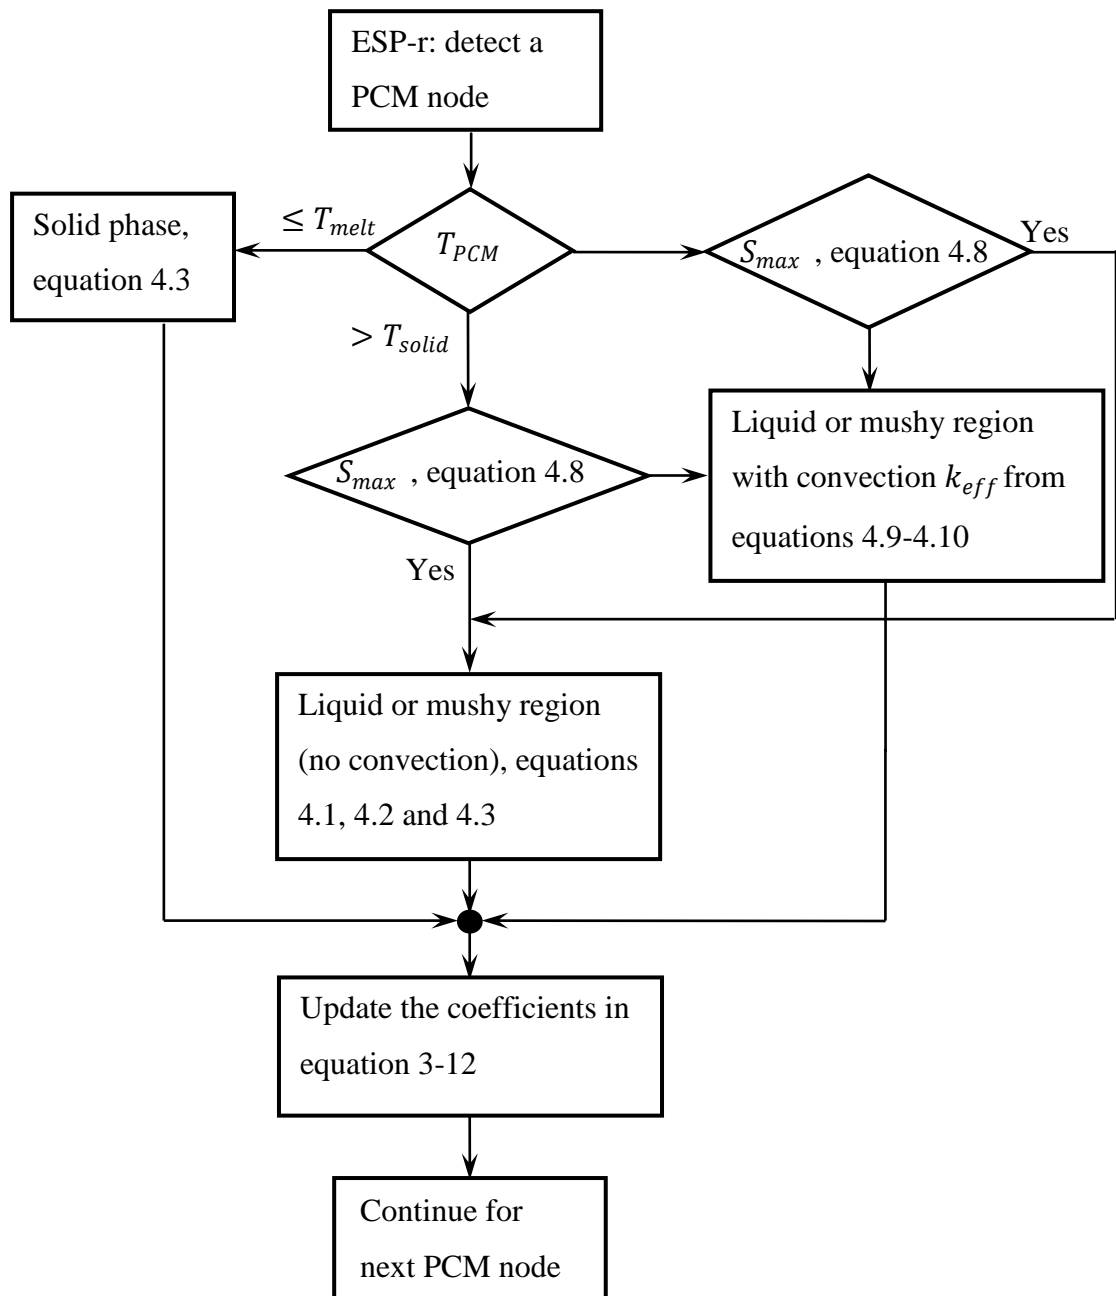 ESP-r: detect a
PCM node
Solid phase,
equation 4.3
≤ T_melt
T_PCM
S_max , equation 4.8
Yes
> T_solid
S_max , equation 4.8
Yes
Liquid or mushy region
with convection k_eff from
equations 4.9-4.10
Liquid or mushy region
(no convection), equations
4.1, 4.2 and 4.3
Update the coefficients in
equation 3-12
Continue for
next PCM node